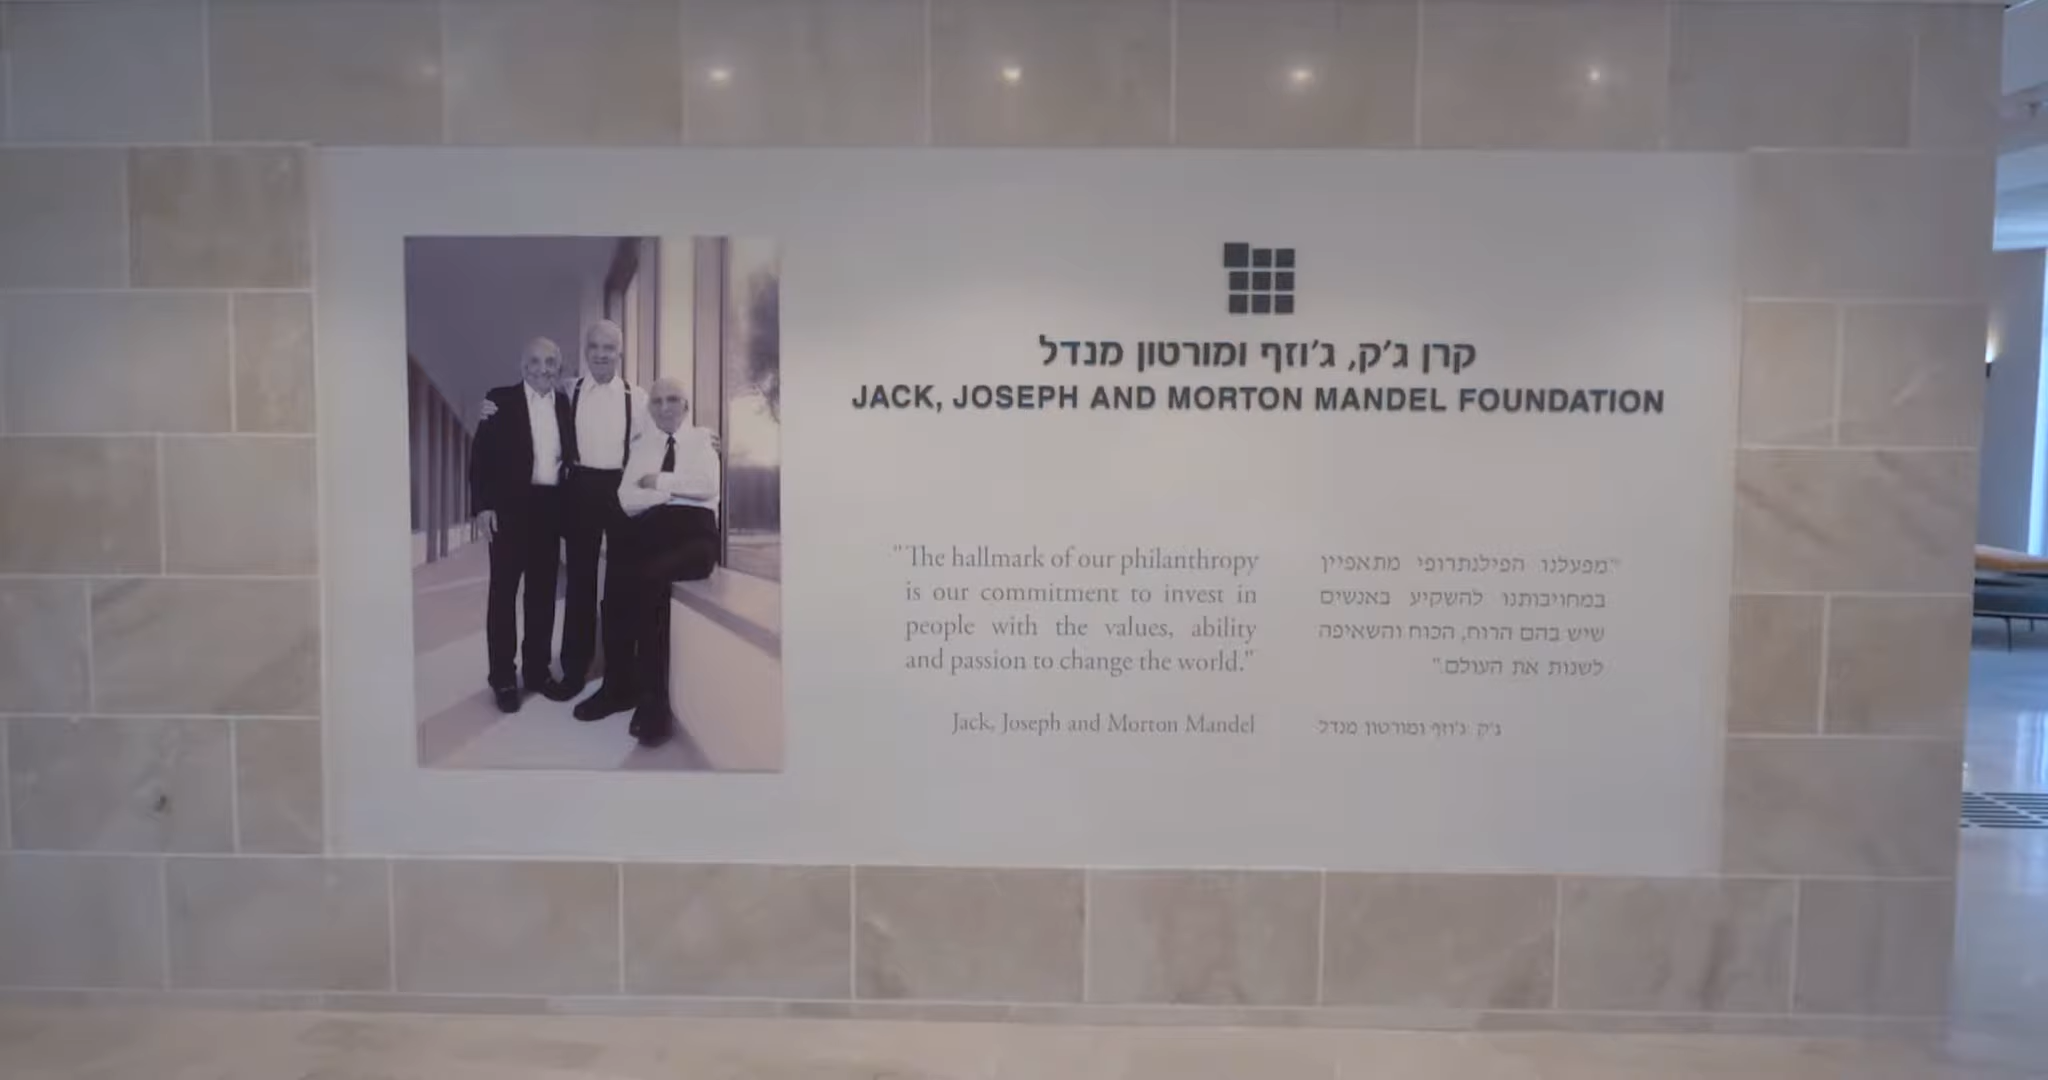 קרן ג'ק, ג'וזף ומורטון מנדל
JACK, JOSEPH AND MORTON MANDEL FOUNDATION
"The hallmark of our philanthropy
is our commitment to invest in
people with the values, ability
and passion to change the world."
Jack, Joseph and Morton Mandel
"מפעלנו הפילנתרופי מתאפיין
במחויבותנו להשקיע באנשים
שיש בהם הרוח, הכוח והשאיפה
לשנות את העולם."
ג'ק ג'וזף ומורטון מנדל